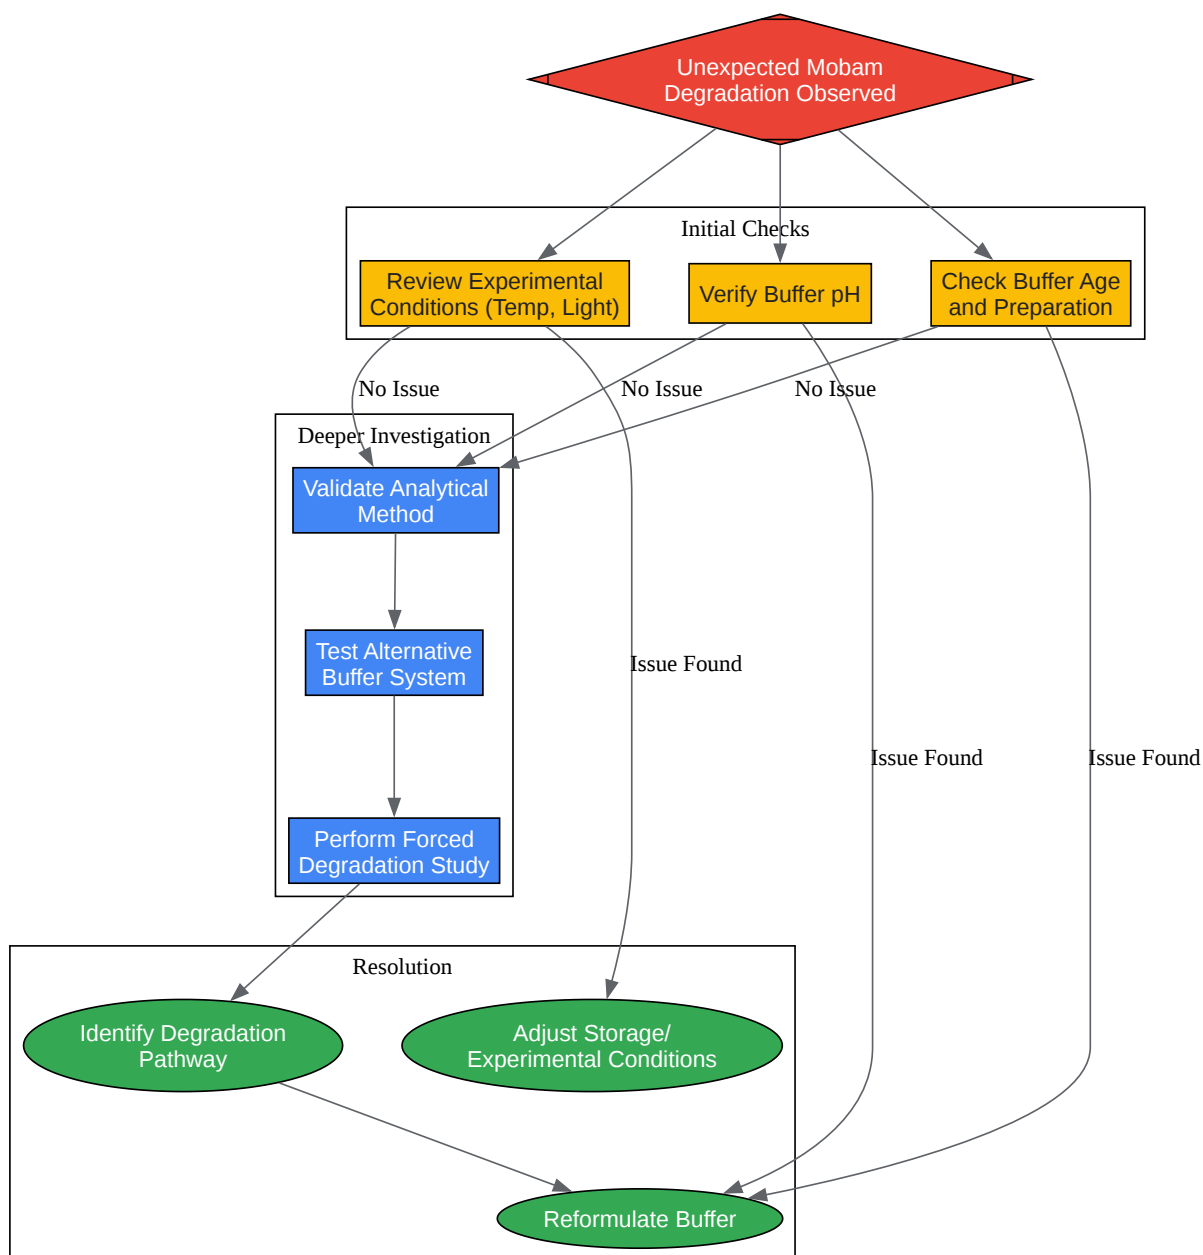 Unexpected Mobam
Degradation Observed
Initial Checks
Review Experimental
Conditions (Temp, Light)
Verify Buffer pH
Check Buffer Age
and Preparation
No Issue
No Issue
No Issue
Deeper Investigation
Validate Analytical
Method
Test Alternative
Buffer System
Issue Found
Issue Found
Issue Found
Perform Forced
Degradation Study
Resolution
Identify Degradation
Pathway
Adjust Storage/
Experimental Conditions
Reformulate Buffer